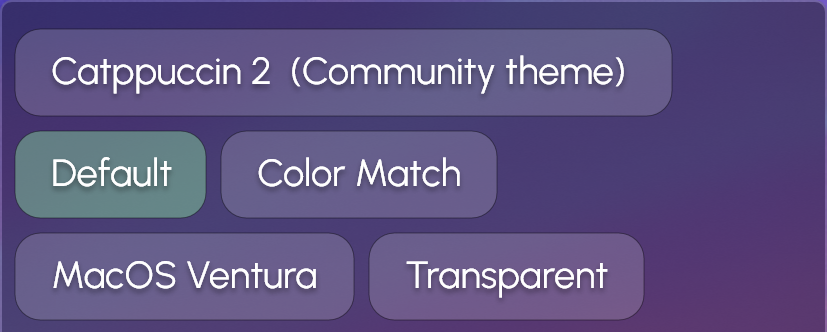 Catppuccin 2  (Community theme)
Default
Color Match
MacOS Ventura
Transparent